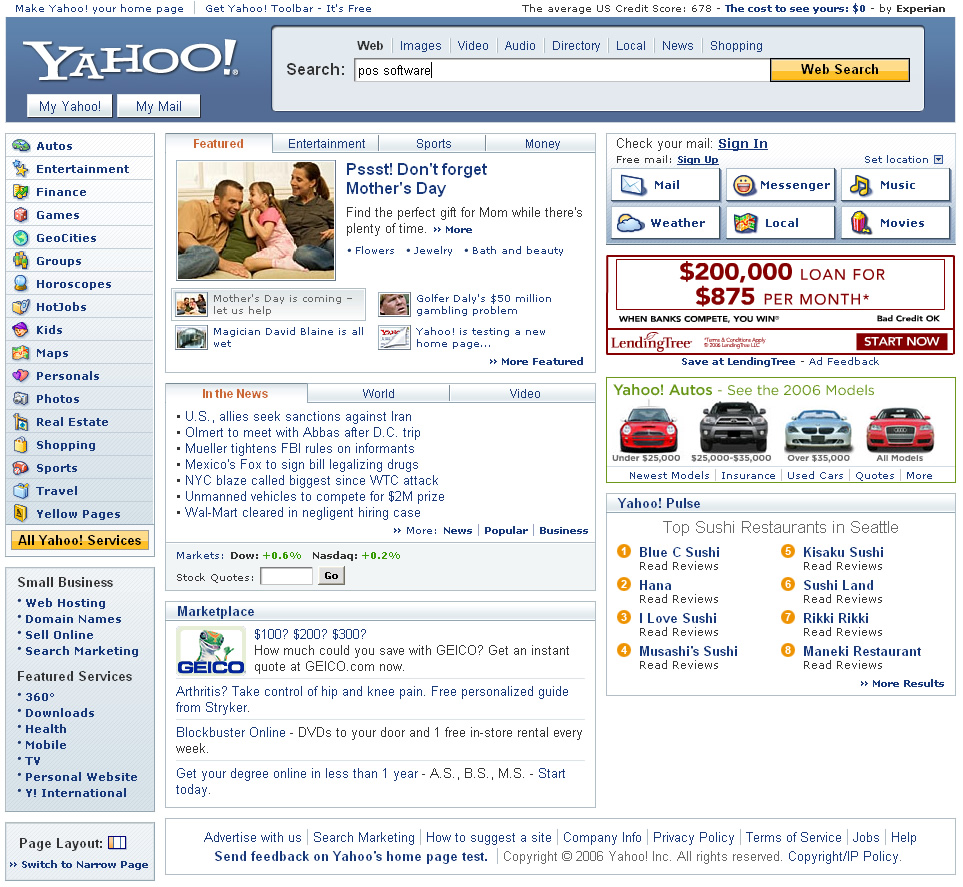 Make Yahoo! your home page | Get Yahoo! Toolbar - It's Free
The average US Credit Score: 678 - The cost to see yours: $0 - by Experian
YAHOO!®
My Yahoo! My Mail
Web | Images | Video | Audio | Directory | Local | News | Shopping
Search: pos software Web Search
Autos
Entertainment
Finance
Games
GeoCities
Groups
Horoscopes
HotJobs
Kids
Maps
Personals
Photos
Real Estate
Shopping
Sports
Travel
Yellow Pages
All Yahoo! Services
Small Business
• Web Hosting
• Domain Names
• Sell Online
• Search Marketing
Featured Services
• 360°
• Downloads
• Health
• Mobile
• TV
• Personal Website
• Y! International
Page Layout:
» Switch to Narrow Page
Featured Entertainment Sports Money
Pssst! Don't forget
Mother's Day
Find the perfect gift for Mom while there's
plenty of time. » More
• Flowers • Jewelry • Bath and beauty
Mother's Day is coming –
let us help
Golfer Daly's $50 million
gambling problem
Magician David Blaine is all
wet
Yahoo! is testing a new
home page...
» More Featured
In the News World Video
• U.S., allies seek sanctions against Iran
• Olmert to meet with Abbas after D.C. trip
• Mueller tightens FBI rules on informants
• Mexico's Fox to sign bill legalizing drugs
• NYC blaze called biggest since WTC attack
• Unmanned vehicles to compete for $2M prize
• Wal-Mart cleared in negligent hiring case
» More: News | Popular | Business
Markets: Dow: +0.6% Nasdaq: +0.2%
Stock Quotes: Go
Marketplace
GEICO
$100? $200? $300?
How much could you save with GEICO? Get an instant
quote at GEICO.com now.
Arthritis? Take control of hip and knee pain. Free personalized guide
from Stryker.
Blockbuster Online - DVDs to your door and 1 free in-store rental every
week.
Get your degree online in less than 1 year - A.S., B.S., M.S. - Start
today.
Check your mail: Sign In
Free mail: Sign Up Set location
Mail Messenger Music
Weather Local Movies
$200,000 LOAN FOR
$875 PER MONTH*
WHEN BANKS COMPETE, YOU WIN® Bad Credit OK
LendingTree *Terms & Conditions Apply
© 2006 LendingTree LLC
START NOW
Save at LendingTree - Ad Feedback
Yahoo! Autos - See the 2006 Models
Under $25,000 $25,000-$35,000 Over $35,000 All Models
Newest Models | Insurance | Used Cars | Quotes | More
Yahoo! Pulse
Top Sushi Restaurants in Seattle
1 Blue C Sushi
Read Reviews
2 Hana
Read Reviews
3 I Love Sushi
Read Reviews
4 Musashi's Sushi
Read Reviews
5 Kisaku Sushi
Read Reviews
6 Sushi Land
Read Reviews
7 Rikki Rikki
Read Reviews
8 Maneki Restaurant
Read Reviews
» More Results
Advertise with us | Search Marketing | How to suggest a site | Company Info | Privacy Policy | Terms of Service | Jobs | Help
Send feedback on Yahoo's home page test. | Copyright © 2006 Yahoo! Inc. All rights reserved. Copyright/IP Policy.